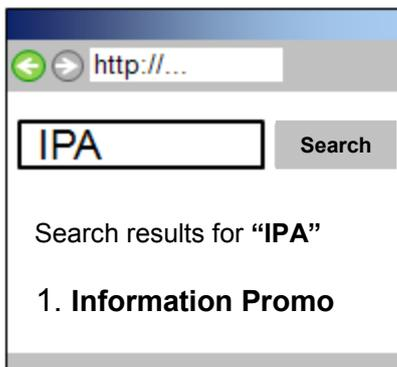 http://...
IPA Search
Search results for “IPA”
1. Information Promo